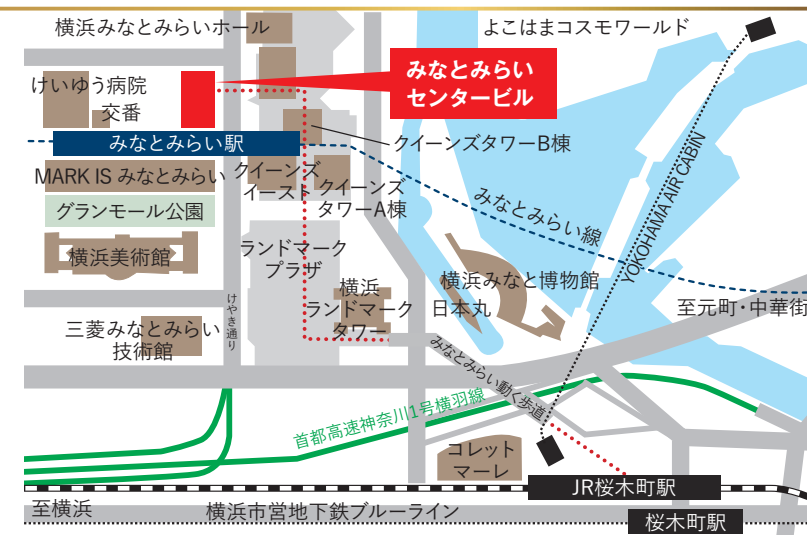 横浜みなとみらいホール
よこはまコスモワールド
みなとみらい
センタービル
けいゆう病院
交番
みなとみらい駅
クイーンズタワーB棟
MARK IS みなとみらい
クイーンズ
イースト
クイーンズ
タワーA棟
グランモール公園
みなとみらい線
YOKOHAMA AIR CABIN
横浜美術館
ランドマーク
プラザ
横浜みなと博物館
日本丸
横浜
ランドマーク
タワー
至元町・中華街
けやき通り
三菱みなとみらい
技術館
みなとみらい動く歩道
首都高速神奈川1号横羽線
コレット
マーレ
JR桜木町駅
至横浜
横浜市営地下鉄ブルーライン
桜木町駅